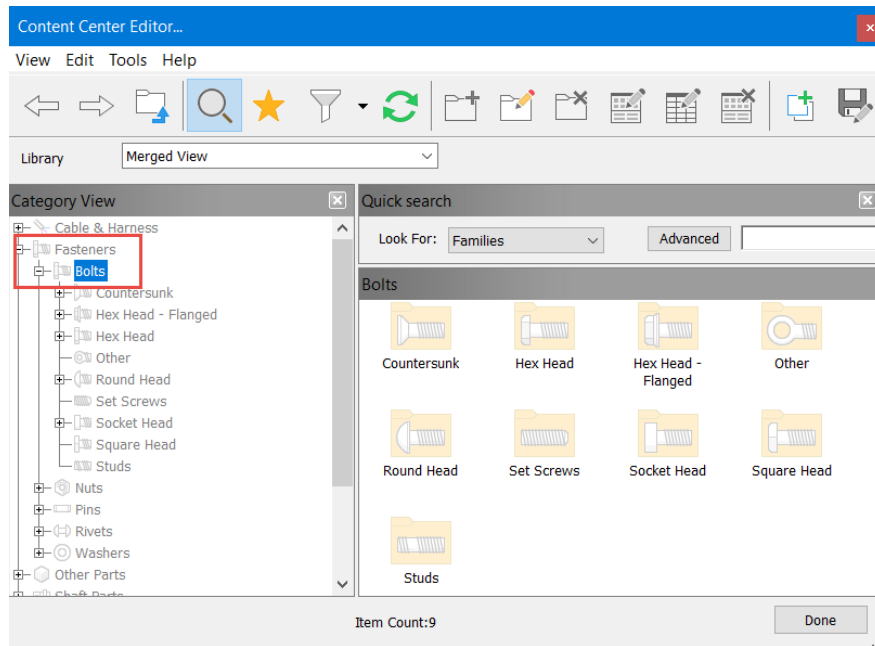 Content Center Editor...
View Edit Tools Help
Library Merged View
Category View
Cable & Harness
Fasteners
Bolts
Countersunk
Hex Head - Flanged
Hex Head
Other
Round Head
Set Screws
Socket Head
Square Head
Studs
Nuts
Pins
Rivets
Washers
Other Parts
Shaft Parts
Quick search
Look For: Families Advanced
Bolts
Countersunk Hex Head Hex Head - Other
Flanged
Round Head Set Screws Socket Head Square Head
Studs
Item Count:9
Done